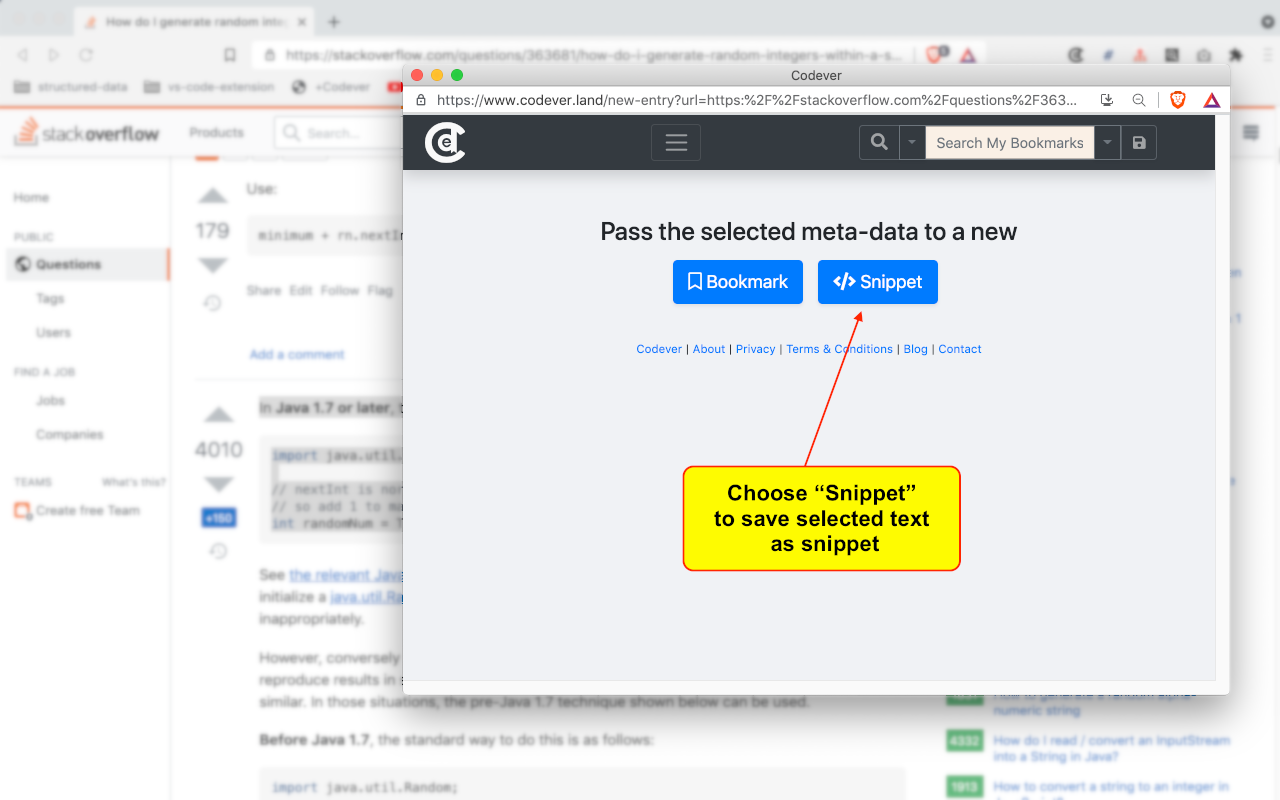 How do I generate random inte
https://stackoverflow.com/questions/363681/how-do-i-generate-random-integers-within-a-s...
structured-data
vs-code-extension
+Codever
stackoverflow
Products
Search...
Home
PUBLIC
Questions
Tags
Users
FIND A JOB
Jobs
Companies
TEAMS
What's this?
Create free Team
Use:
179
minimum + rn.nextIn
Share Edit Follow Flag
Add a comment
In Java 1.7 or later, t
4010
import java.util.
// nextInt is nor
// so add 1 to ma
int randomNum = T
+150
See the relevant Java
initialize a java.util.Ra
inappropriately.
However, conversely
reproduce results in s
similar. In those situations, the pre-Java 1.7 technique shown below can be used.
Before Java 1.7, the standard way to do this is as follows:
import java.util.Random;
Codever
https://www.codever.land/new-entry?url=https:%2F%2Fstackoverflow.com%2Fquestions%2F363...
Search My Bookmarks
Pass the selected meta-data to a new
Bookmark
Snippet
Codever | About | Privacy | Terms & Conditions | Blog | Contact
Choose “Snippet”
to save selected text
as snippet
numeric string
4332
How do I read / convert an InputStream
into a String in Java?
1913
How to convert a string to an integer in